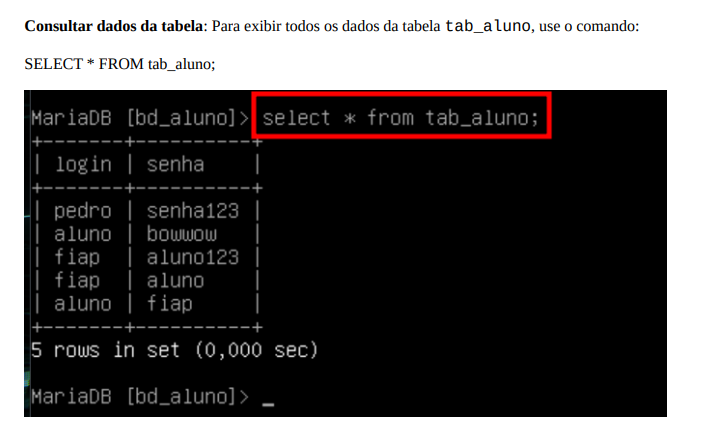 Consultar dados da tabela: Para exibir todos os dados da tabela tab_aluno, use o comando:
SELECT * FROM tab_aluno;
MariaDB [bd_aluno]> select * from tab_aluno;
+-------+----------+
| login | senha    |
+-------+----------+
| pedro | senha123 |
| aluno | bowwow   |
| fiap  | aluno123 |
| fiap  | aluno    |
| aluno | fiap     |
+-------+----------+
5 rows in set (0,000 sec)
MariaDB [bd_aluno]> _